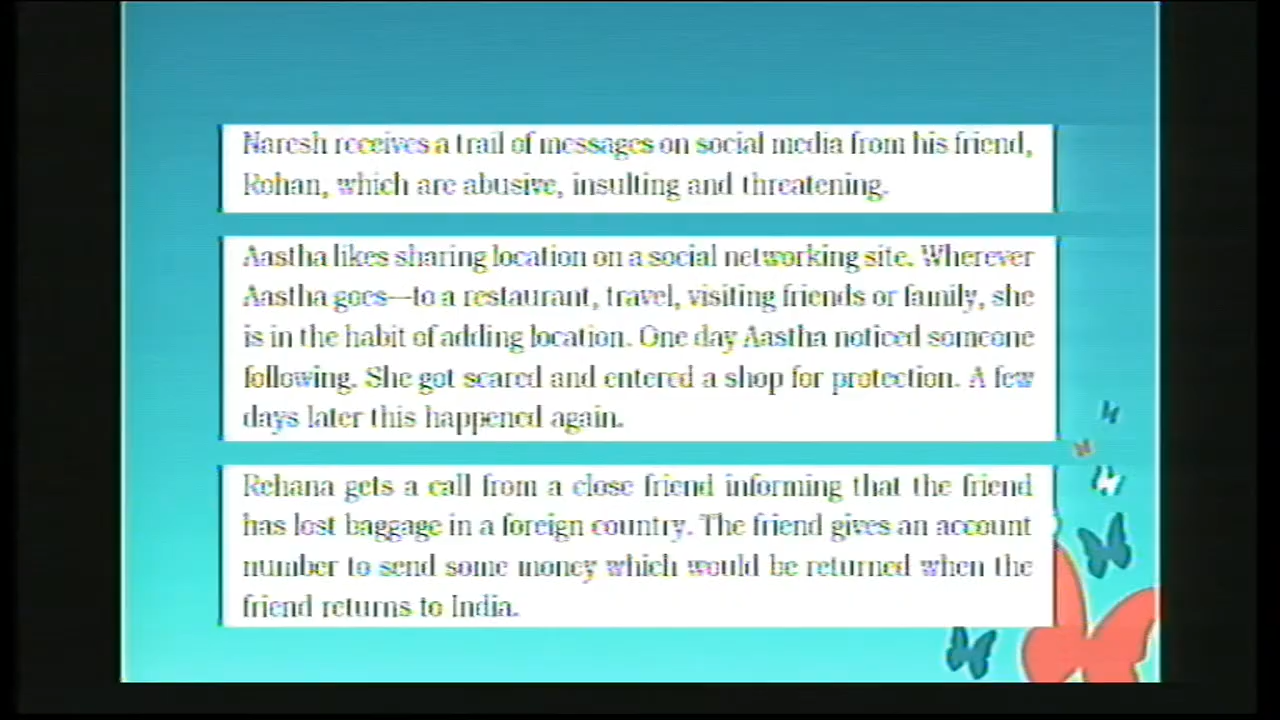 Naresh receives a trail of messages on social media from his friend,
Rohan, which are abusive, insulting and threatening.
Aastha likes sharing location on a social networking site. Wherever
Aastha goes—to a restaurant, travel, visiting friends or family, she
is in the habit of adding location. One day Aastha noticed someone
following. She got scared and entered a shop for protection. A few
days later this happened again.
Rehana gets a call from a close friend informing that the friend
has lost baggage in a foreign country. The friend gives an account
number to send some money which would be returned when the
friend returns to India.